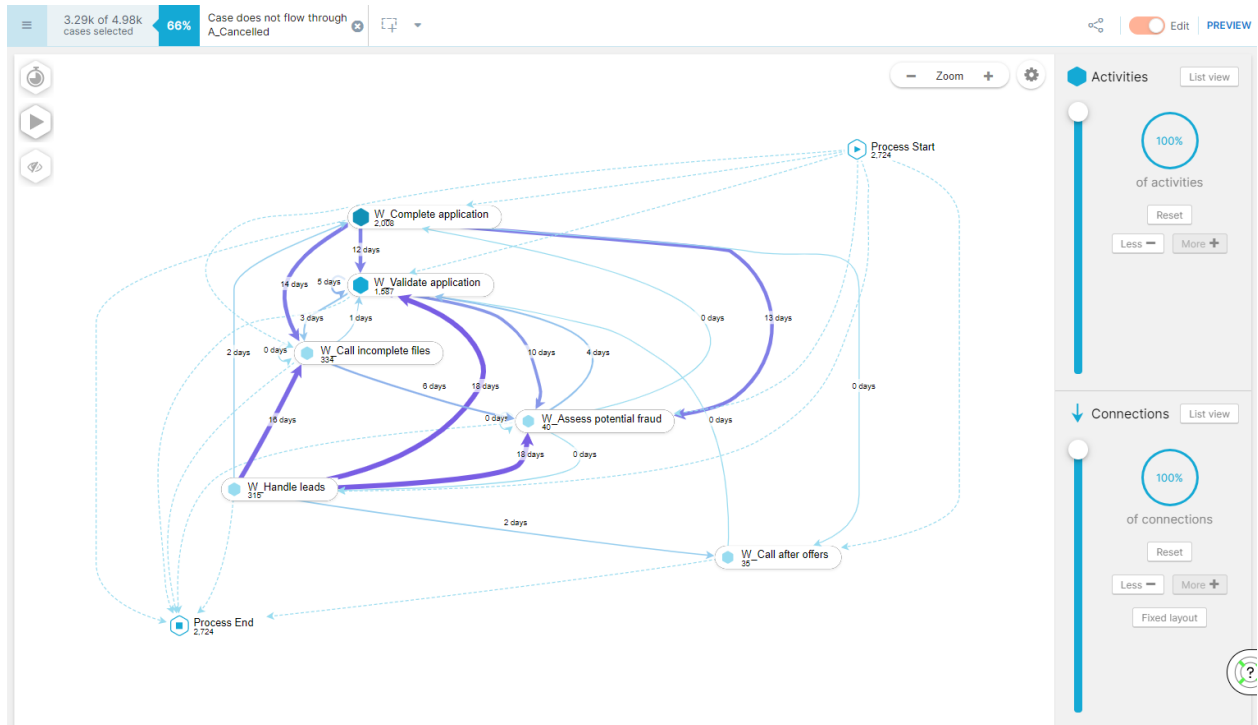 3.29k of 4.98k
cases selected
66%
Case does not flow through
A_Cancelled
Edit
PREVIEW
Zoom
Process Start
2,724
W_Complete application
2,008
12 days
14 days
6 days
W_Validate application
1,587
3 days
1 days
0 days
13 days
2 days
0 days
W_Call incomplete files
334
10 days
4 days
6 days
18 days
0 days
16 days
0 days
W_Assess potential fraud
40
0 days
18 days
0 days
W_Handle leads
315
2 days
W_Call after offers
35
Process End
2,724
Activities
List view
100%
of activities
Reset
Less
More
Connections
List view
100%
of connections
Reset
Less
More
Fixed layout
?